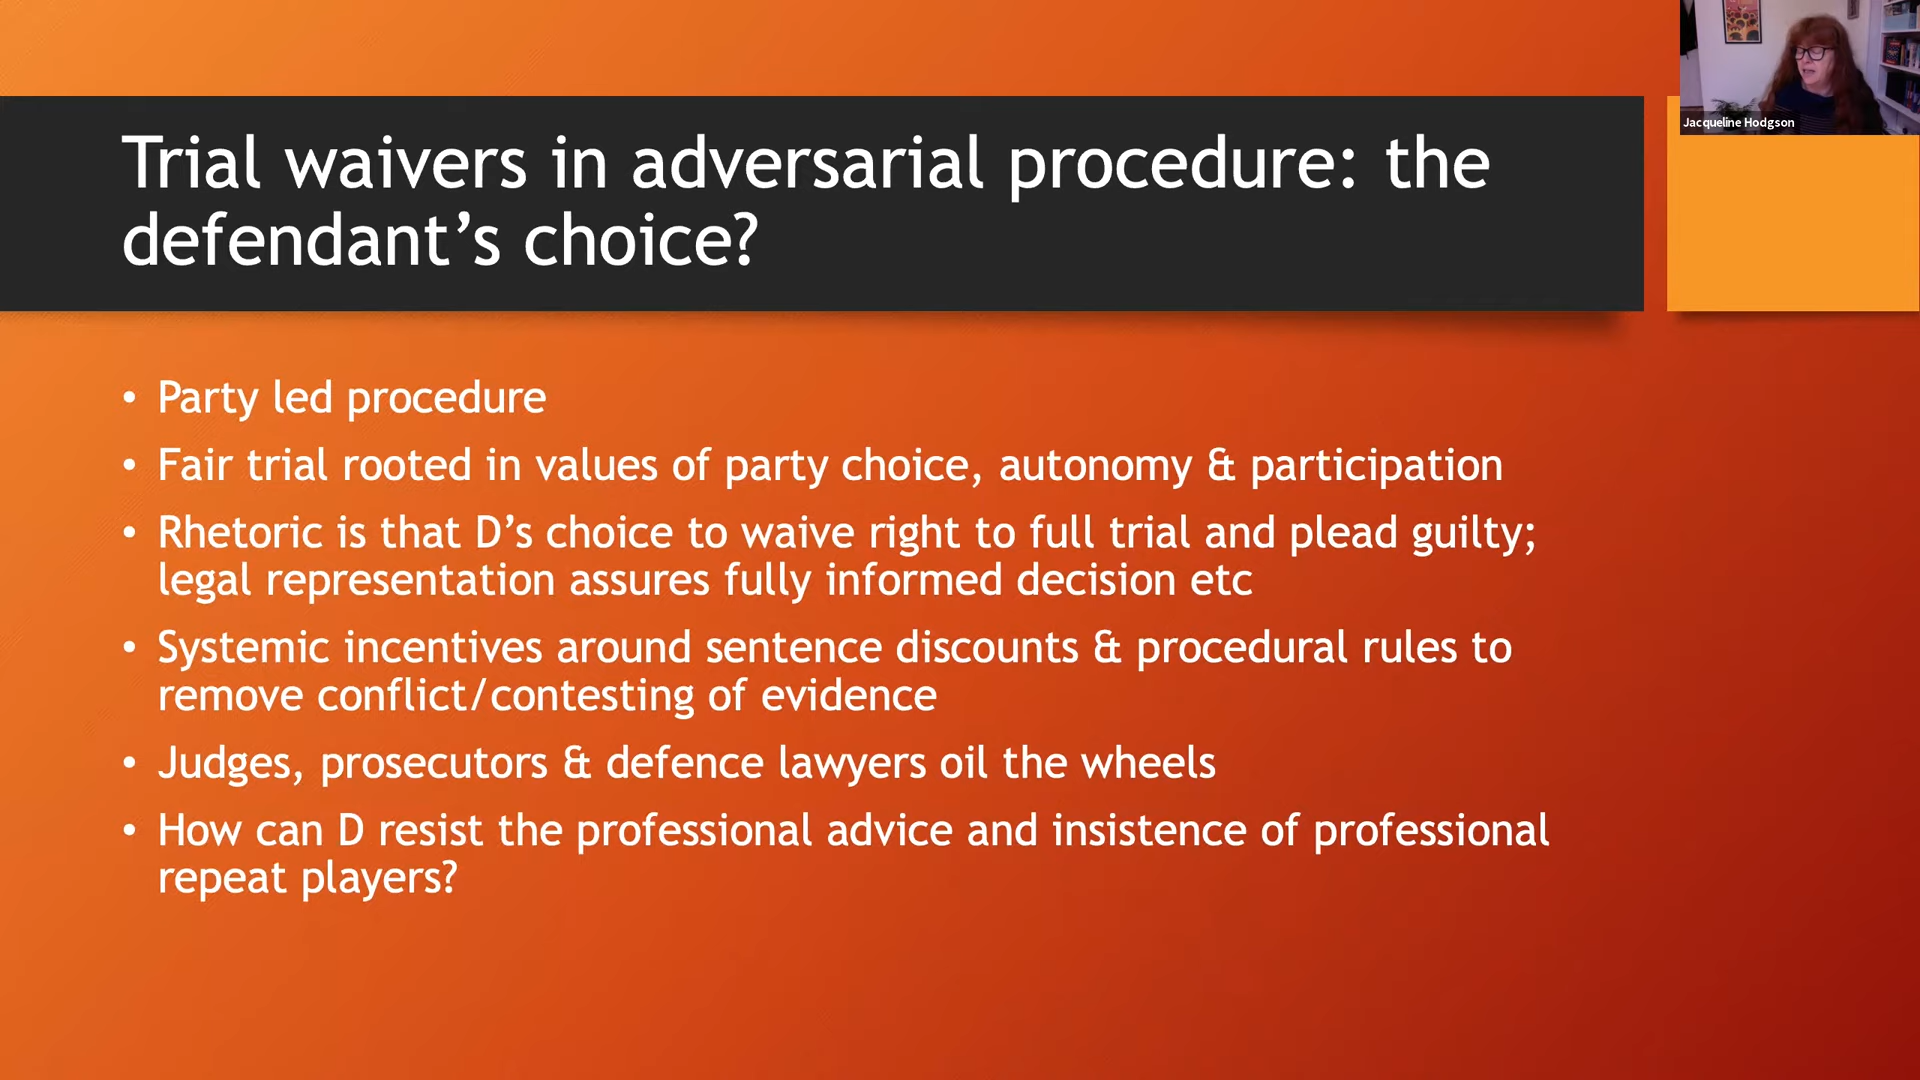 Jacqueline Hodgson
Trial waivers in adversarial procedure: the
defendant’s choice?
• Party led procedure
• Fair trial rooted in values of party choice, autonomy & participation
• Rhetoric is that D’s choice to waive right to full trial and plead guilty;
legal representation assures fully informed decision etc
• Systemic incentives around sentence discounts & procedural rules to
remove conflict/contesting of evidence
• Judges, prosecutors & defence lawyers oil the wheels
• How can D resist the professional advice and insistence of professional
repeat players?